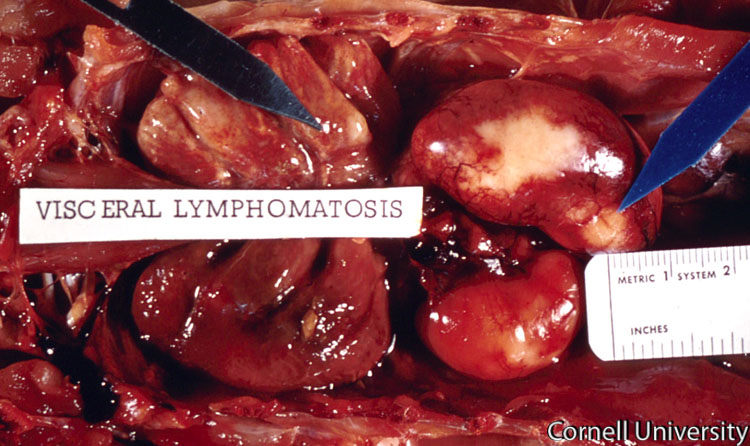 VISCERAL LYMPHOMATOSIS
METRIC 1 SYSTEM 2
INCHES
Cornell University